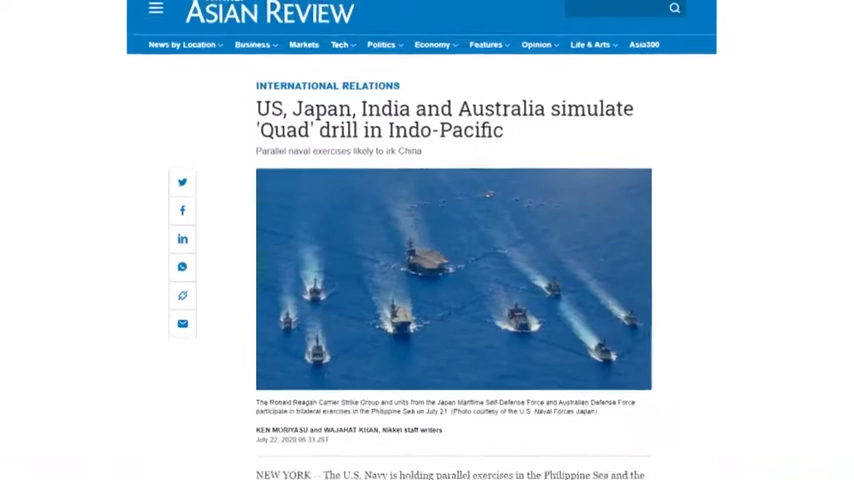 ASIAN REVIEW
News by Location Business Markets Tech Politics Economy Features Opinion Life & Arts Asia300
INTERNATIONAL RELATIONS
US, Japan, India and Australia simulate
'Quad' drill in Indo-Pacific
Parallel naval exercises likely to irk China
The Ronald Reagan Carrier Strike Group and units from the Japan Maritime Self-Defense Force and Australian Defense Force
participate in trilateral exercises in the Philippine Sea on July 21. (Photo courtesy of the U.S. Naval Forces Japan)
KEN MORIYASU and WAJAHAT KHAN, Nikkei staff writers
July 22, 2020 06:33 JST
NEW YORK -- The U.S. Navy is holding parallel exercises in the Philippine Sea and the